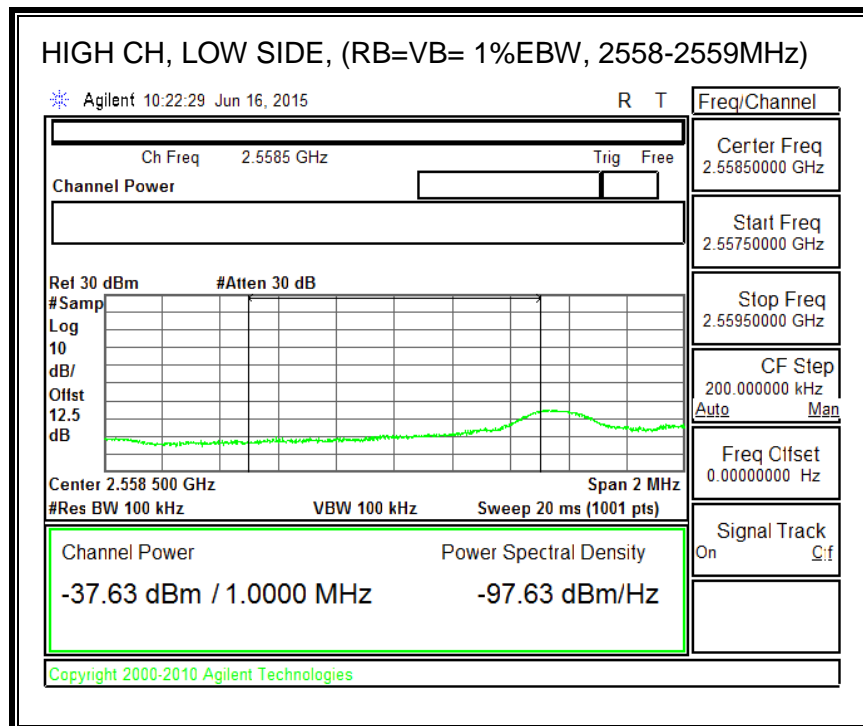 HIGH CH, LOW SIDE, (RB=VB= 1%EBW, 2558-2559MHz)
Agilent 10:22:29 Jun 16, 2015 R T
Ch Freq 2.5585 GHz Trig Free
Channel Power
Ref 30 dBm #Atten 30 dB
#Samp
Log
10
dB/
Offst
12.5
dB
Center 2.558 500 GHz Span 2 MHz
#Res BW 100 kHz VBW 100 kHz Sweep 20 ms (1001 pts)
Channel Power Power Spectral Density
-37.63 dBm / 1.0000 MHz -97.63 dBm/Hz
Copyright 2000-2010 Agilent Technologies
Freq/Channel
Center Freq
2.55850000 GHz
Start Freq
2.55750000 GHz
Stop Freq
2.55950000 GHz
CF Step
200.000000 kHz
Auto Man
Freq Offset
0.00000000 Hz
Signal Track
On Off